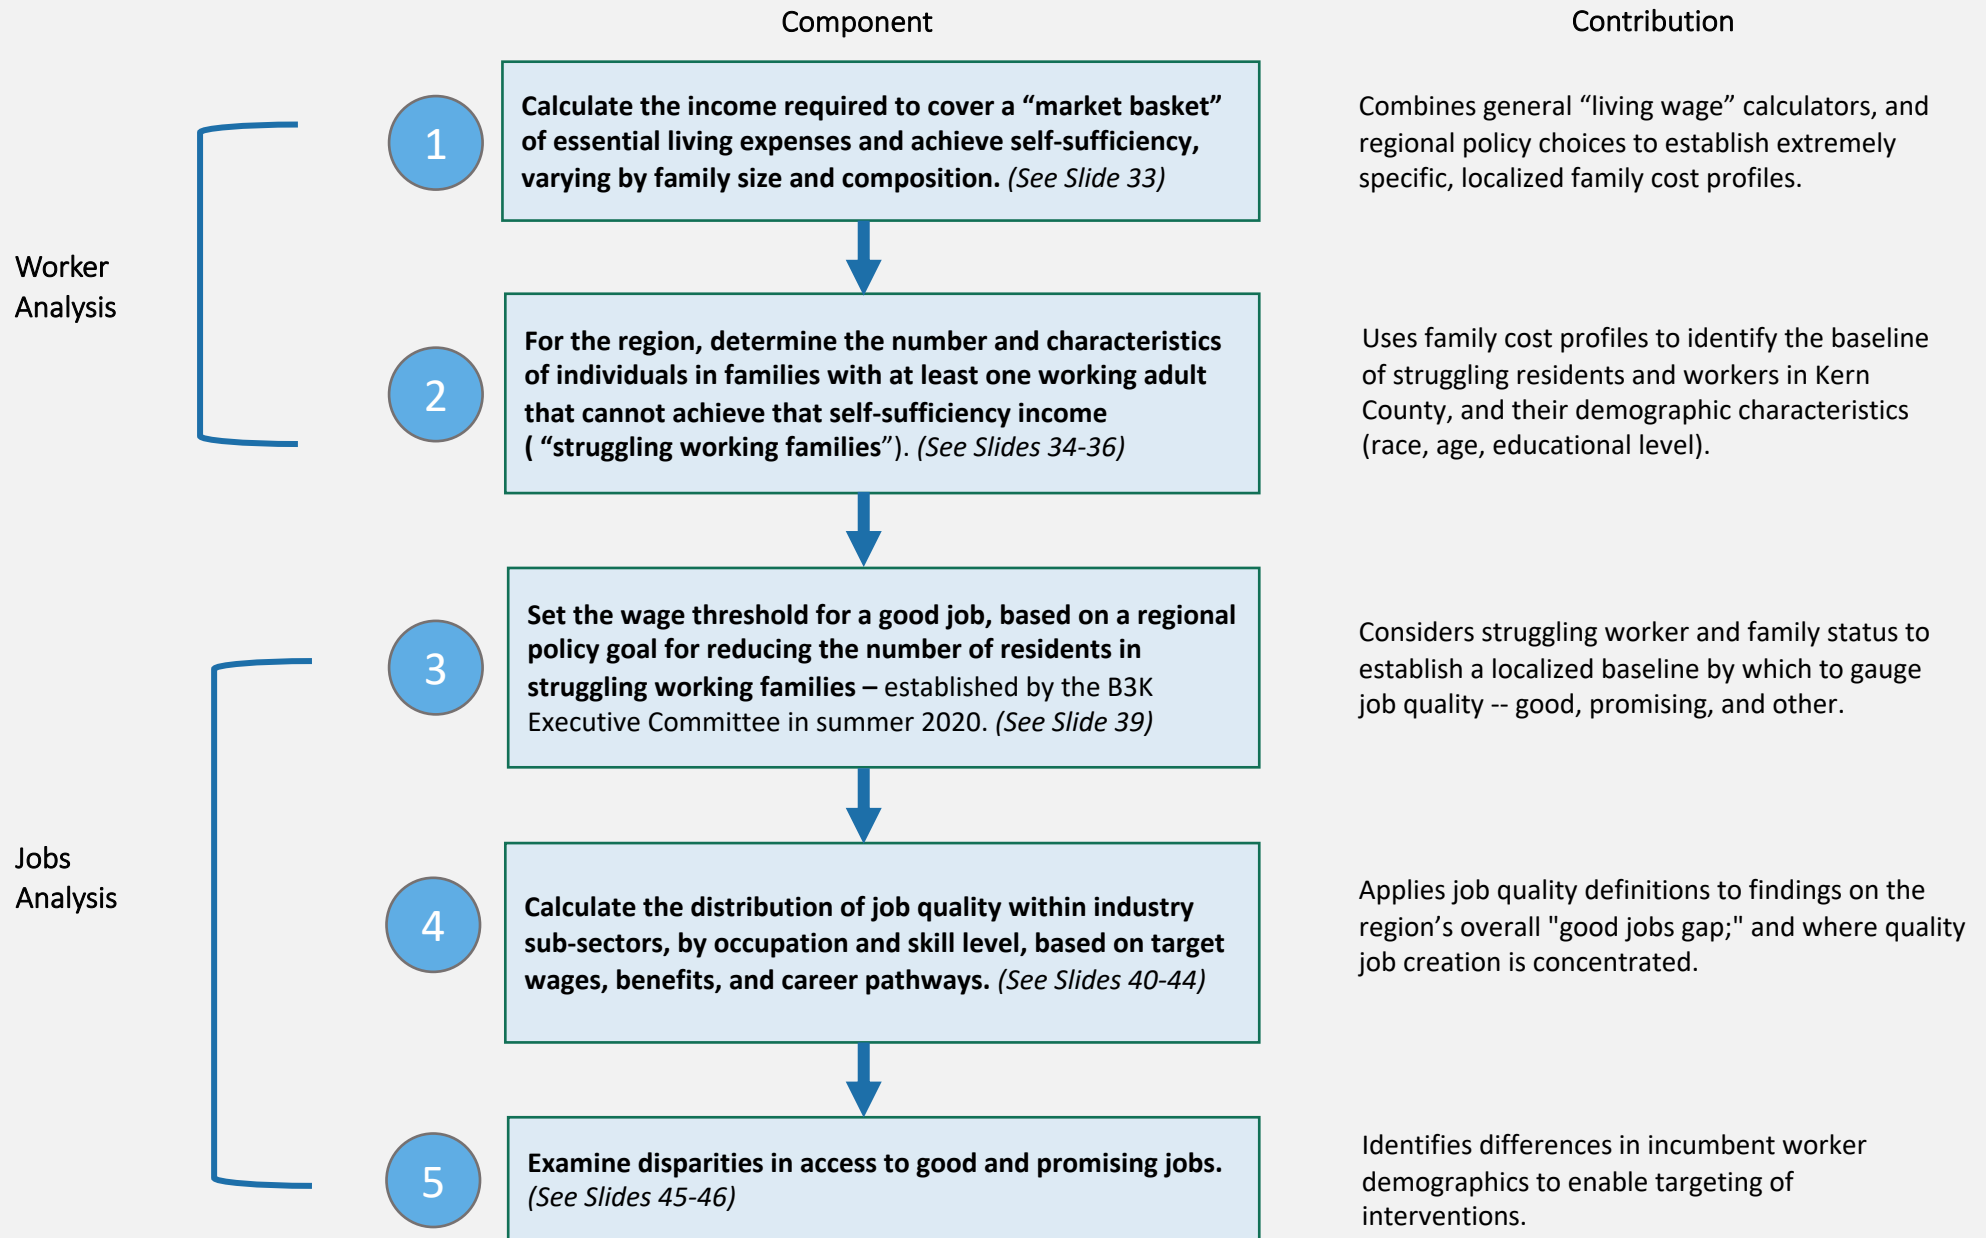 Component
Contribution
Worker
Analysis
1
Calculate the income required to cover a “market basket”
of essential living expenses and achieve self-sufficiency,
varying by family size and composition. (See Slide 33)
Combines general “living wage” calculators, and
regional policy choices to establish extremely
specific, localized family cost profiles.
2
For the region, determine the number and characteristics
of individuals in families with at least one working adult
that cannot achieve that self-sufficiency income
( “struggling working families”). (See Slides 34-36)
Uses family cost profiles to identify the baseline
of struggling residents and workers in Kern
County, and their demographic characteristics
(race, age, educational level).
Jobs
Analysis
3
Set the wage threshold for a good job, based on a regional
policy goal for reducing the number of residents in
struggling working families – established by the B3K
Executive Committee in summer 2020. (See Slide 39)
Considers struggling worker and family status to
establish a localized baseline by which to gauge
job quality -- good, promising, and other.
4
Calculate the distribution of job quality within industry
sub-sectors, by occupation and skill level, based on target
wages, benefits, and career pathways. (See Slides 40-44)
Applies job quality definitions to findings on the
region’s overall "good jobs gap;" and where quality
job creation is concentrated.
5
Examine disparities in access to good and promising jobs.
(See Slides 45-46)
Identifies differences in incumbent worker
demographics to enable targeting of
interventions.